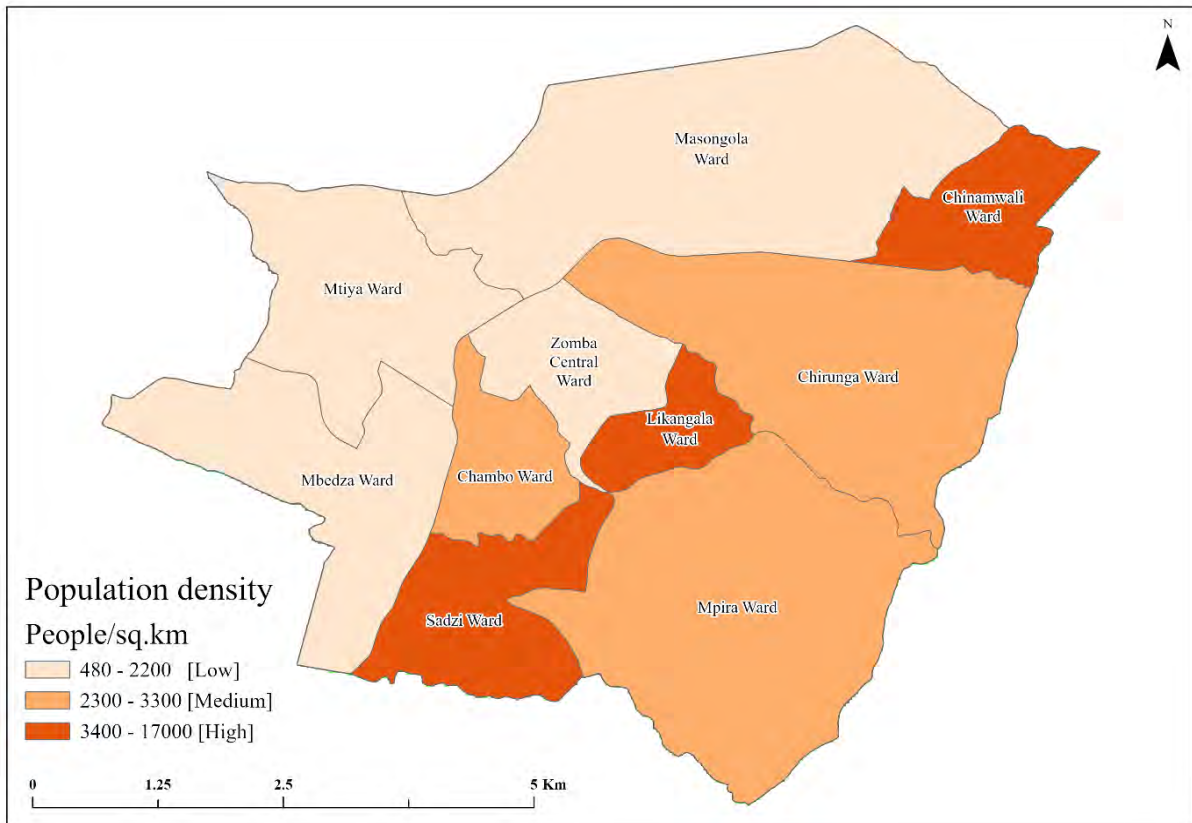 N
Masongola
Ward
Chinamwali
Ward
Mtiya Ward
Zomba
Central
Ward
Chirunga Ward
Likangala
Ward
Mbedza Ward
Chambo Ward
Sadzi Ward
Mpira Ward
Population density
People/sq.km
480 - 2200 [Low]
2300 - 3300 [Medium]
3400 - 17000 [High]
0 1.25 2.5 5 Km